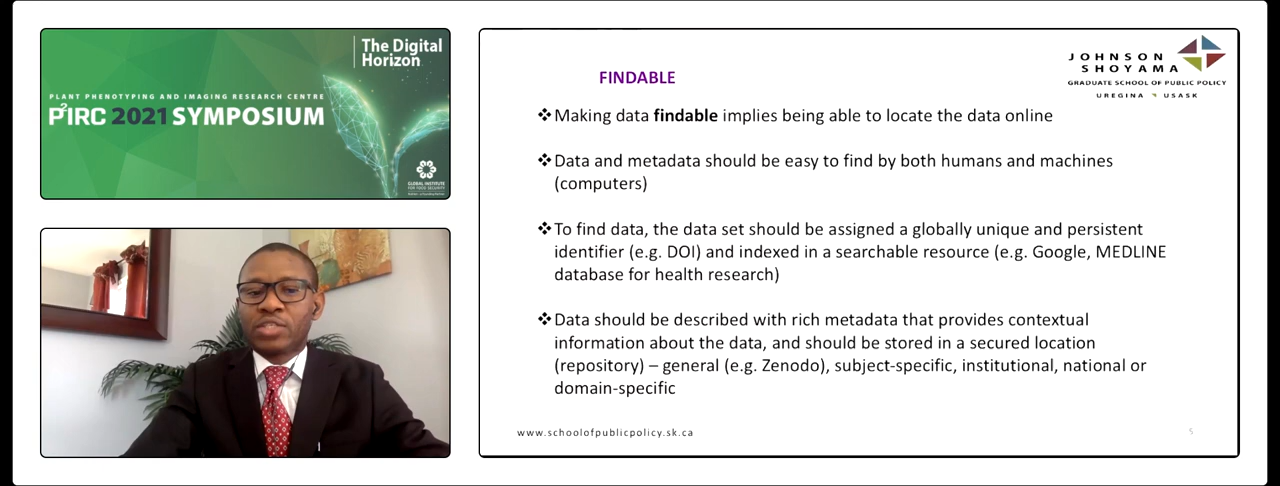 The Digital
Horizon
PLANT PHENOTYPING AND IMAGING RESEARCH CENTRE
P²IRC 2021 SYMPOSIUM
GLOBAL INSTITUTE
FOR FOOD SECURITY
JOHNSON
SHOYAMA
GRADUATE SCHOOL OF PUBLIC POLICY
UREGINA USASK
FINDABLE
❖Making data findable implies being able to locate the data online
❖Data and metadata should be easy to find by both humans and machines
(computers)
❖To find data, the data set should be assigned a globally unique and persistent
identifier (e.g. DOI) and indexed in a searchable resource (e.g. Google, MEDLINE
database for health research)
❖Data should be described with rich metadata that provides contextual
information about the data, and should be stored in a secured location
(repository) – general (e.g. Zenodo), subject-specific, institutional, national or
domain-specific
www.schoolofpublicpolicy.sk.ca
5